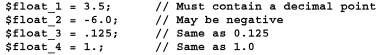 $float_1 = 3.5;      // Must contain a decimal point
$float_2 = -6.0;     // May be negative
$float_3 = .125;     // Same as 0.125
$float_4 = 1.;       // Same as 1.0